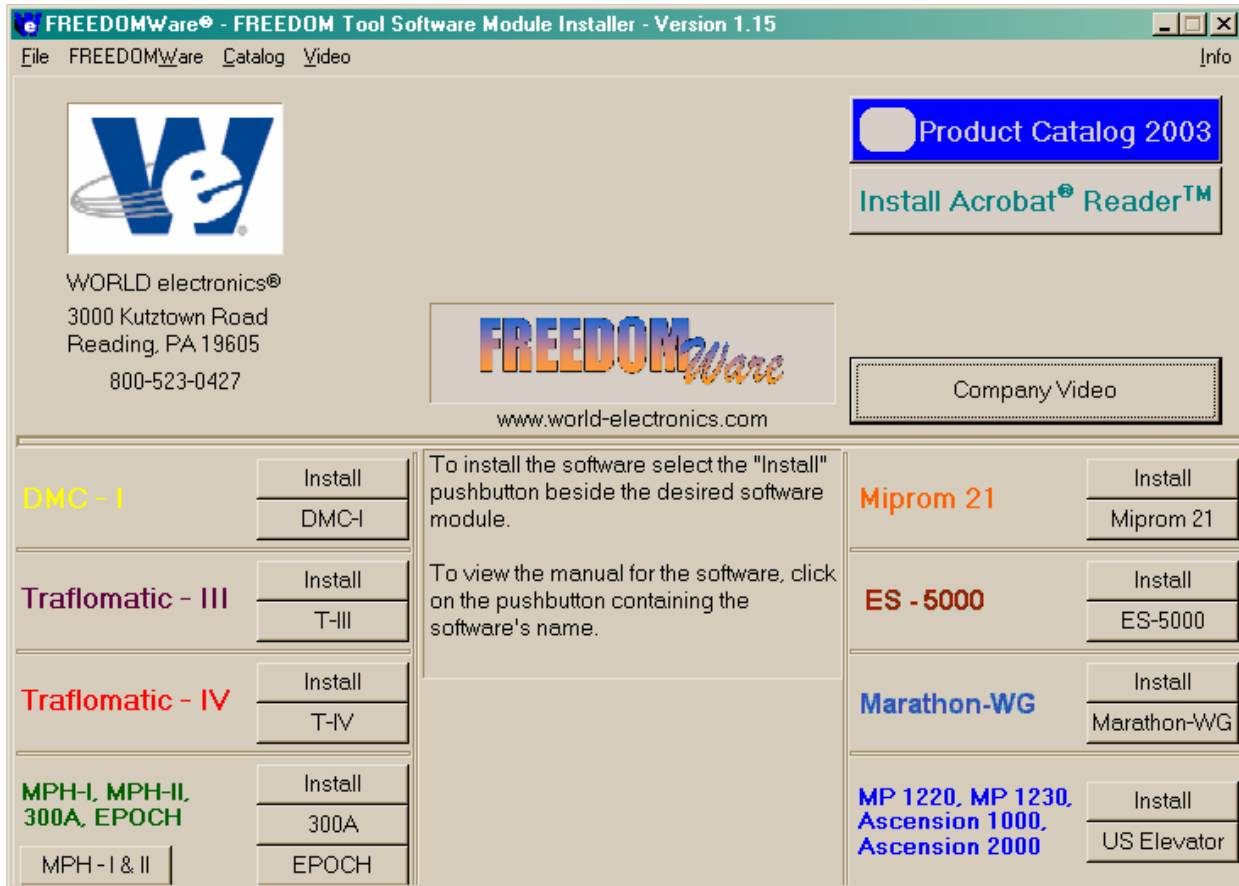 FREEDOMWare® - FREEDOM Tool Software Module Installer - Version 1.15
File FREEDOMWare Catalog Video Info
We
WORLD electronics®
3000 Kutztown Road
Reading, PA 19605
800-523-0427
FREEDOMWare
www.world-electronics.com
Product Catalog 2003
Install Acrobat® Reader™
Company Video
DMC - I
Install
DMC-I
Traflomatic - III
Install
T-III
Traflomatic - IV
Install
T-IV
MPH-I, MPH-II,
300A, EPOCH
MPH - I & II
Install
300A
EPOCH
To install the software select the "Install"
pushbutton beside the desired software
module.
To view the manual for the software, click
on the pushbutton containing the
software's name.
Miprom 21
Install
Miprom 21
ES - 5000
Install
ES-5000
Marathon-WG
Install
Marathon-WG
MP 1220, MP 1230,
Ascension 1000,
Ascension 2000
Install
US Elevator